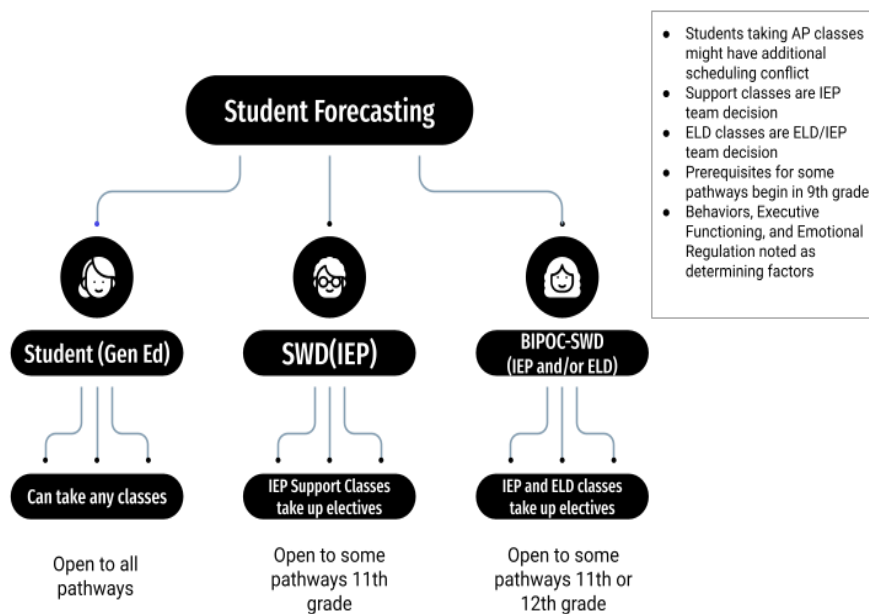 Student Forecasting
● Students taking AP classes
might have additional
scheduling conflict
● Support classes are IEP
team decision
● ELD classes are ELD/IEP
team decision
● Prerequisites for some
pathways begin in 9th grade
● Behaviors, Executive
Functioning, and Emotional
Regulation noted as
determining factors
Student (Gen Ed)
SWD(IEP)
BIPOC-SWD
(IEP and/or ELD)
Can take any classes
IEP Support Classes
take up electives
IEP and ELD classes
take up electives
Open to all
pathways
Open to some
pathways 11th
grade
Open to some
pathways 11th or
12th grade